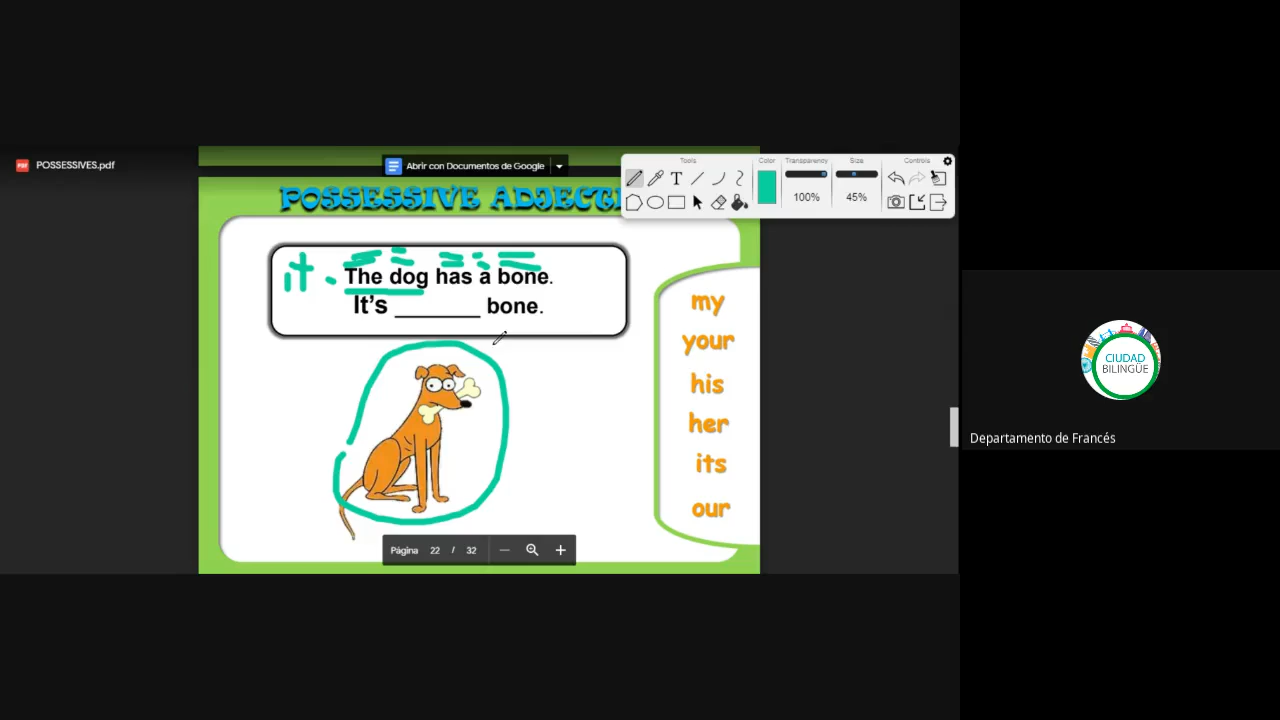 POSSESSIVES.pdf
Abrir con Documentos de Google
Tools
Color
Transparency
Size
Controls
100%
45%
POSSESSIVE ADJECTI
it.
The dog has a bone.
It's _______ bone.
my
your
his
her
its
our
CIUDAD
BILINGÜE
Departamento de Francés
Página 22 / 32